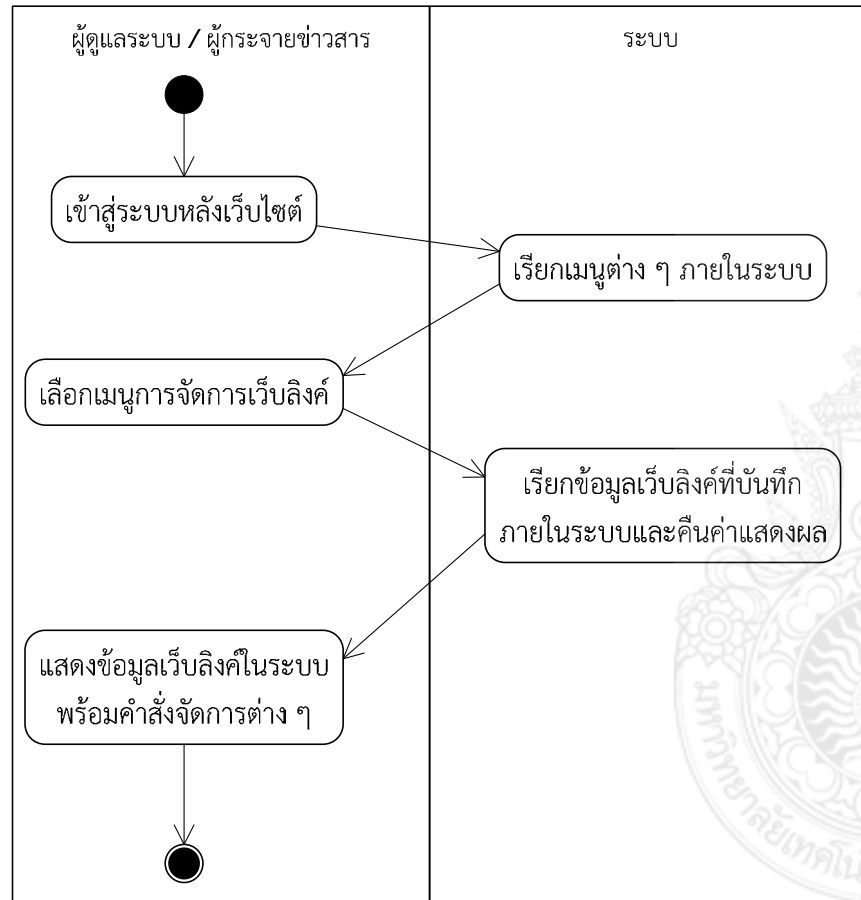 ผู้ดูแลระบบ / ผู้กระจายข่าวสาร
ระบบ
เข้าสู่ระบบหลังเว็บไซต์
เรียกเมนูต่าง ๆ ภายในระบบ
เลือกเมนูการจัดการเว็บลิงค์
เรียกข้อมูลเว็บลิงค์ที่บันทึก
ภายในระบบและคืนค่าแสดงผล
แสดงข้อมูลเว็บลิงค์ในระบบ
พร้อมคำสั่งจัดการต่าง ๆ